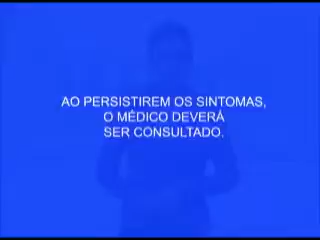 AO PERSISTIREM OS SINTOMAS,
O MÉDICO DEVERÁ
SER CONSULTADO.